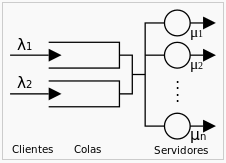 λ1
λ2
μ1
μ2
μn
Clientes Colas Servidores